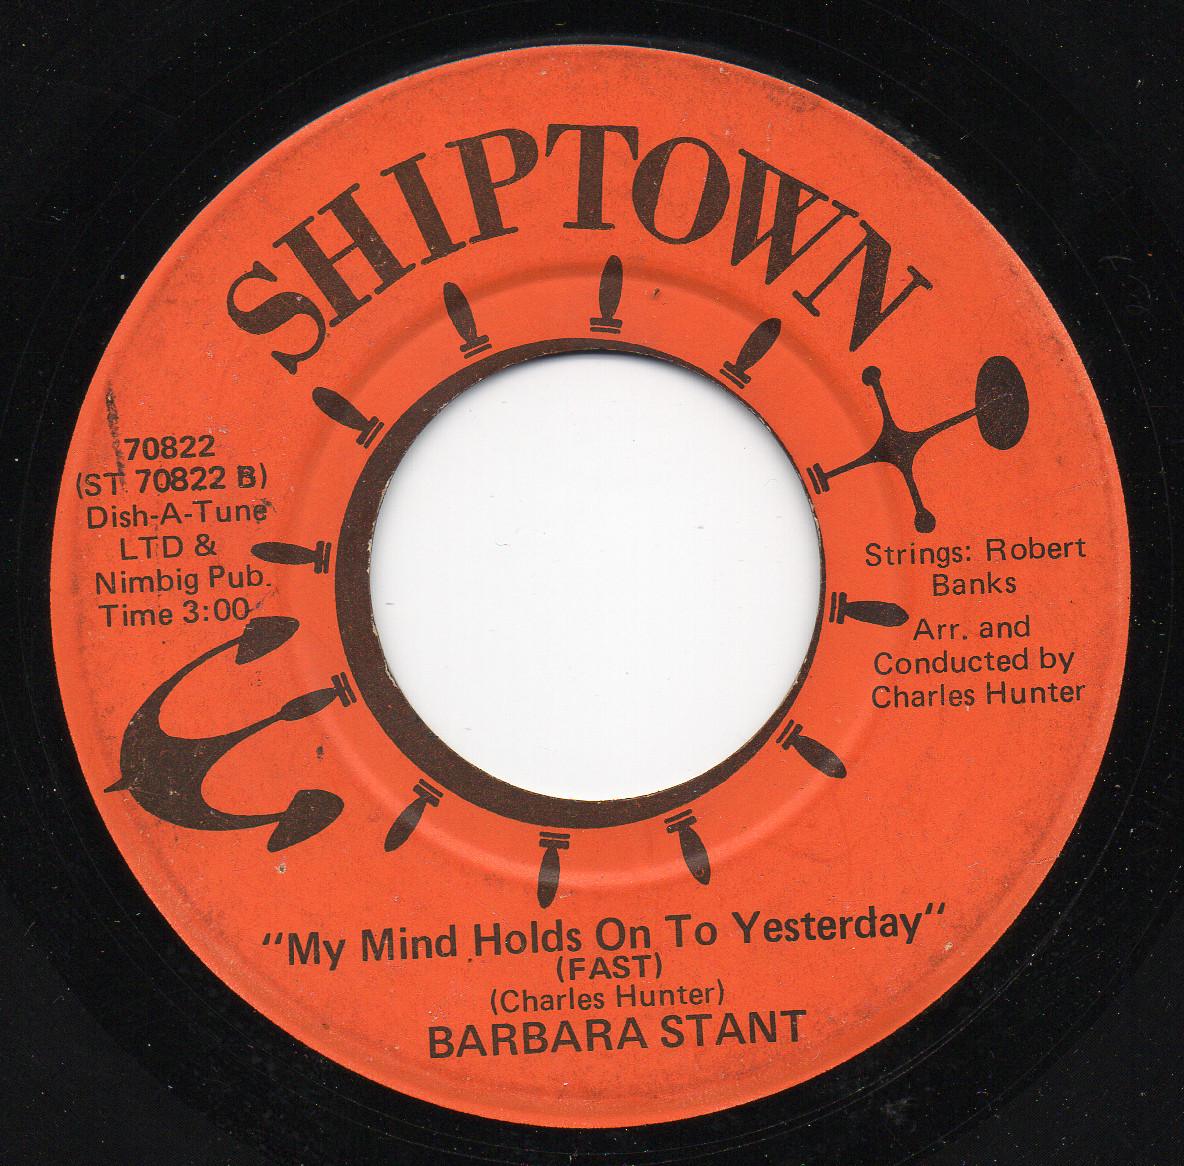 SHIPTOWN
70822
(ST 70822 B)
Dish-A-Tune
LTD &
Nimbig Pub.
Time 3:00
Strings: Robert
Banks
Arr. and
Conducted by
Charles Hunter
"My Mind Holds On To Yesterday"
(FAST)
(Charles Hunter)
BARBARA STANT